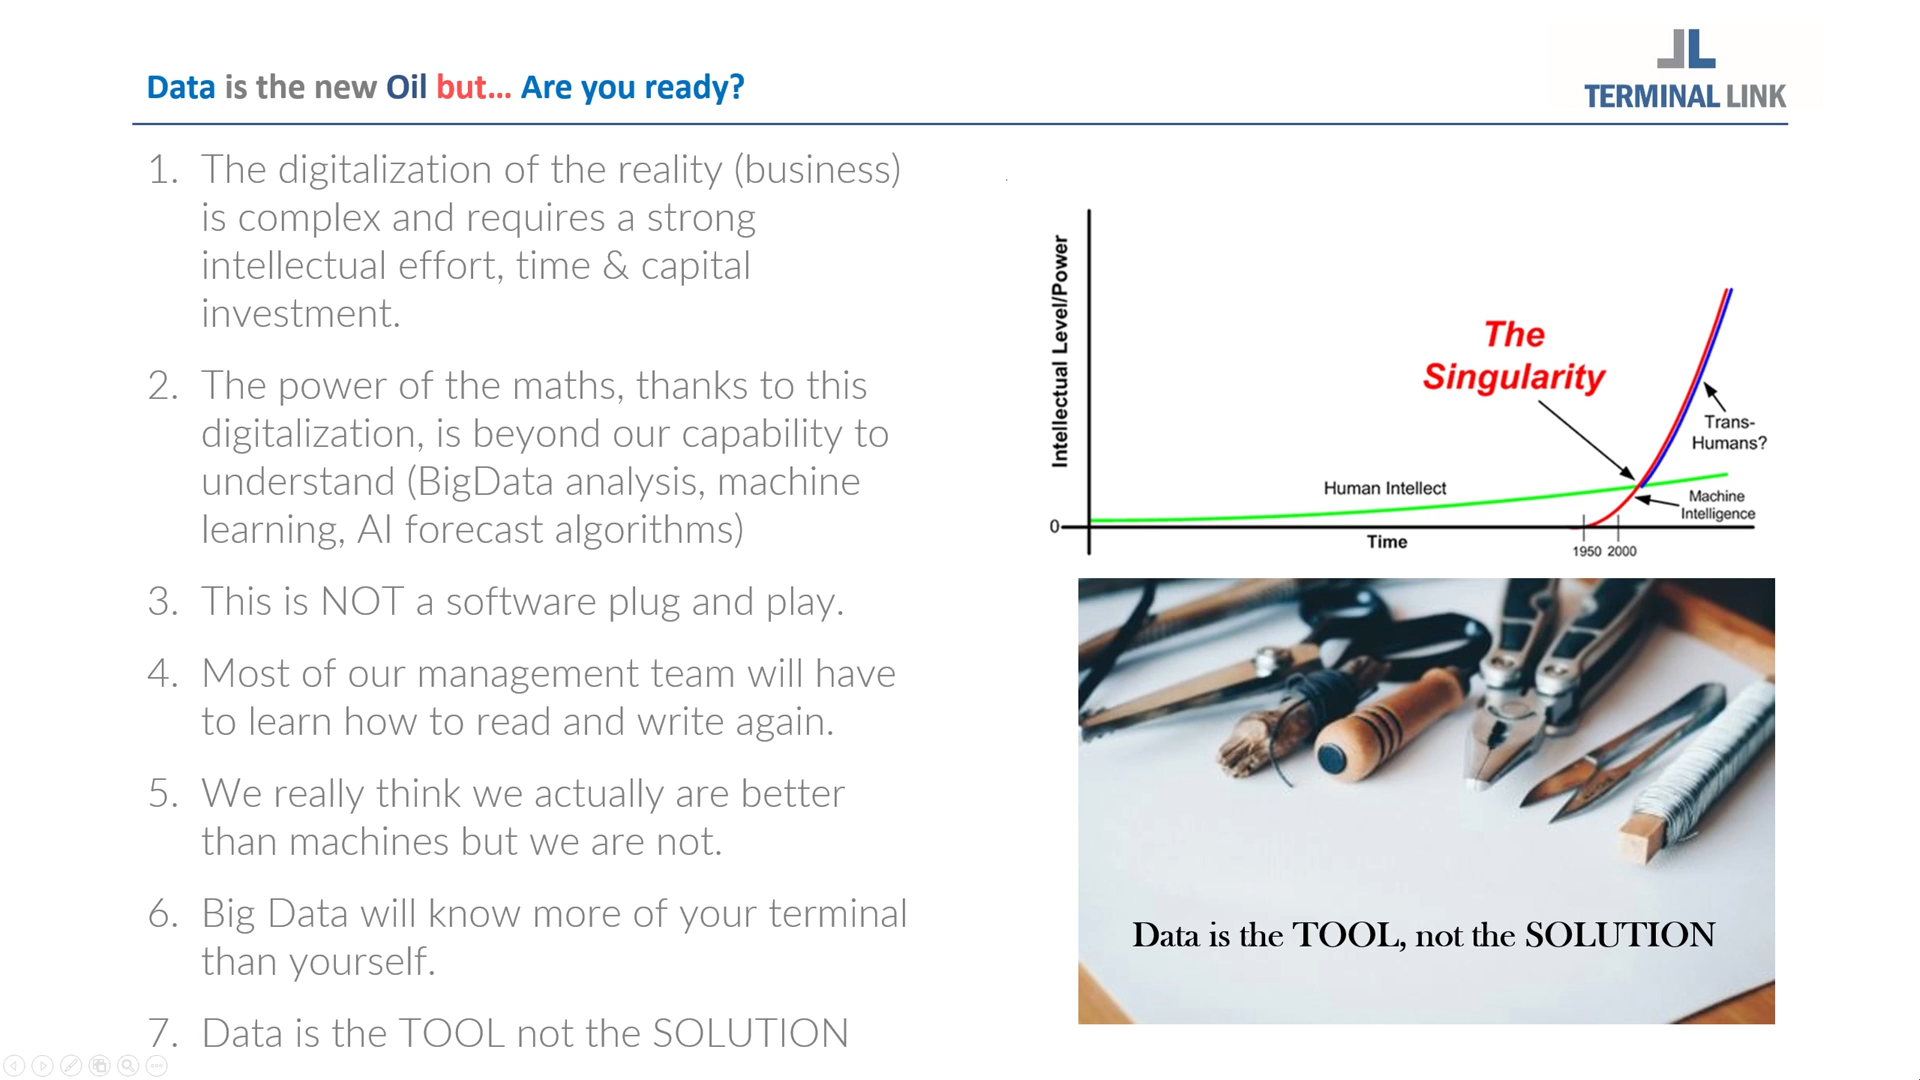 Data is the new Oil but... Are you ready?
TERMINAL LINK
1. The digitalization of the reality (business)
is complex and requires a strong
intellectual effort, time & capital
investment.
2. The power of the maths, thanks to this
digitalization, is beyond our capability to
understand (BigData analysis, machine
learning, AI forecast algorithms)
3. This is NOT a software plug and play.
4. Most of our management team will have
to learn how to read and write again.
5. We really think we actually are better
than machines but we are not.
6. Big Data will know more of your terminal
than yourself.
7. Data is the TOOL not the SOLUTION
Intellectual Level/Power
The
Singularity
Trans-
Humans?
Human Intellect
Machine
Intelligence
0
Time
1950 2000
Data is the TOOL, not the SOLUTION